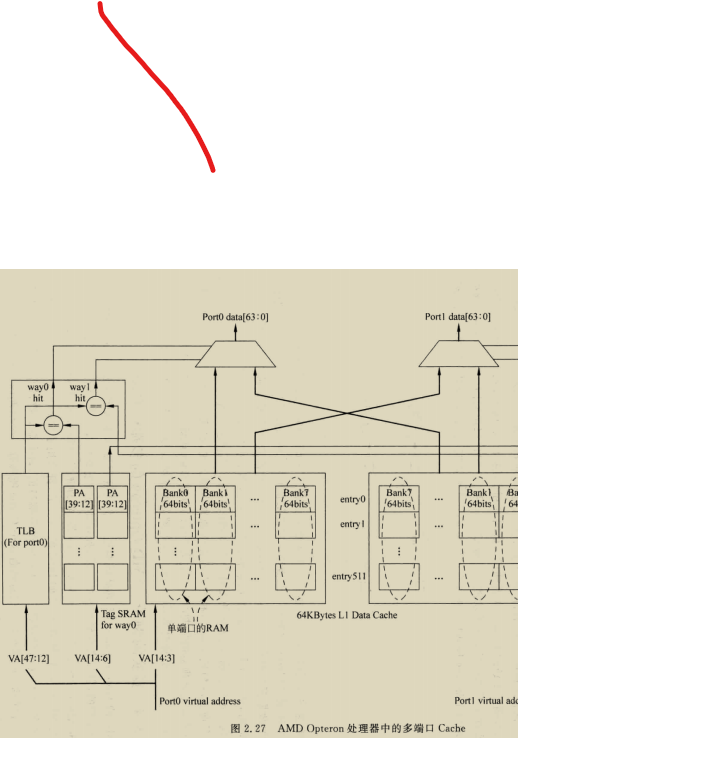 Port0 data[63:0]
Port1 data[63:0]
way0 hit
way1 hit
TLB
(For port0)
PA
[39:12]
PA
[39:12]
Bank0
64bits
Bank1
64bits
...
Bank7
64bits
entry0
entry1
entry511
Bank7
64bits
...
Bank1
64bits
Tag SRAM
for way0
单端口的RAM
64KBytes L1 Data Cache
VA[47:12]
VA[14:6]
VA[14:3]
Port0 virtual address
Port1 virtual
图 2.27 AMD Opteron 处理器中的多端口 Cache